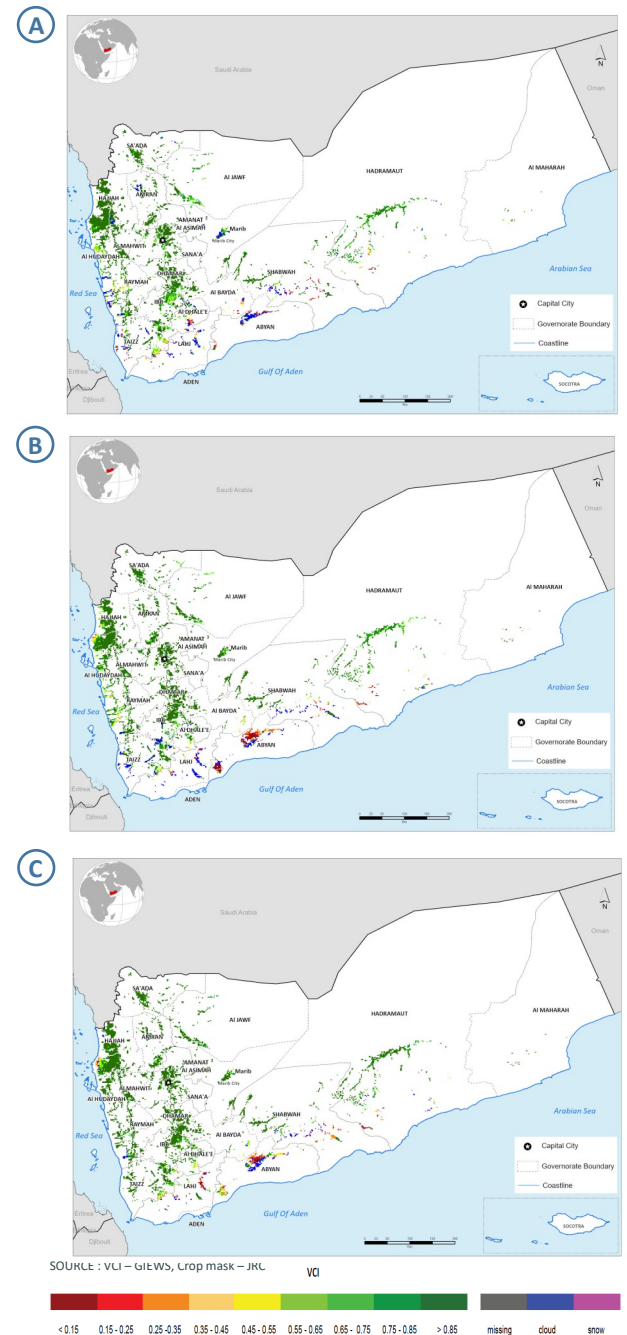 A
Saudi Arabia
N
Oman
SA'ADA
Al JAWF
HADRAMAUT
Al MAHARAH
HAJJAH
AMRAN
'AMANAT
Al ASIMAH
Marib
Marib City
ALMAHWIT
Al HUDAYDAH
SANA'A
Arabian Sea
Red Sea
RAYMAH
DHAMAR
SHABWAH
Al BAYDA
IBB
Al DHALE'E
ABYAN
TAIZZ
LAHJ
ADEN
Gulf Of Aden
Eritrea
Djibouti
Capital City
Governorate Boundary
Coastline
SOCOTRA
B
Saudi Arabia
N
Oman
SA'ADA
Al JAWF
HADRAMAUT
Al MAHARAH
HAJJAH
AMRAN
'AMANAT
Al ASIMAH
Marib
Marib City
ALMAHWIT
Al HUDAYDAH
SANA'A
Arabian Sea
Red Sea
RAYMAH
DHAMAR
SHABWAH
Al BAYDA
IBB
Al DHALE'E
ABYAN
TAIZZ
LAHJ
ADEN
Gulf Of Aden
Eritrea
Djibouti
Capital City
Governorate Boundary
Coastline
SOCOTRA
C
Saudi Arabia
N
Oman
SA'ADA
Al JAWF
HADRAMAUT
Al MAHARAH
HAJJAH
AMRAN
'AMANAT
Al ASIMAH
Marib
Marib City
ALMAHWIT
Al HUDAYDAH
SANA'A
Arabian Sea
Red Sea
RAYMAH
DHAMAR
SHABWAH
Al BAYDA
IBB
Al DHALE'E
ABYAN
TAIZZ
LAHJ
ADEN
Gulf Of Aden
Eritrea
Djibouti
Capital City
Governorate Boundary
Coastline
SOCOTRA
SOURCE : VCI – GIEWS, Crop mask – JRC
VCI
< 0.15 0.15 - 0.25 0.25 -0.35 0.35 - 0.45 0.45 - 0.55 0.55 - 0.65 0.65 - 0.75 0.75 - 0.85 > 0.85 missing cloud snow